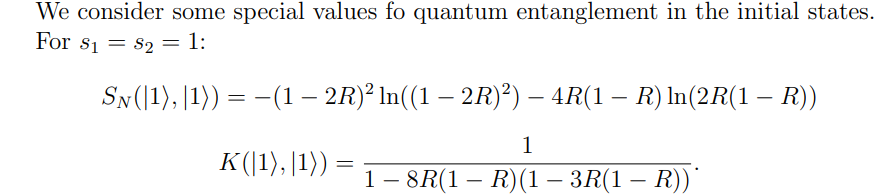 We consider some special values fo quantum entanglement in the initial states.
For s₁ = s₂ = 1:
S_N(|1⟩, |1⟩) = −(1 − 2R)² ln((1 − 2R)²) − 4R(1 − R) ln(2R(1 − R))
K(|1⟩, |1⟩) = 1 / (1 − 8R(1 − R)(1 − 3R(1 − R))).